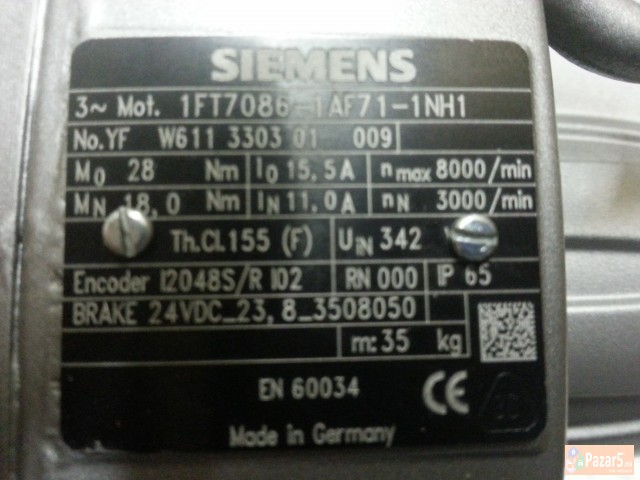 SIEMENS
3~ Mot. 1FT7086-1AF71-1NH1
No.YF W611 3303 01 009
M0 28 Nm I0 15,5A nmax 8000/min
MN 18,0 Nm IN 11,0A nN 3000/min
Th.Cl.155 (F) UIN 342
Encoder I2048S/R I02 RN 000 IP 65
BRAKE 24VDC_23,8_3508050
m: 35 kg
EN 60034 CE
Made in Germany
Pazar5